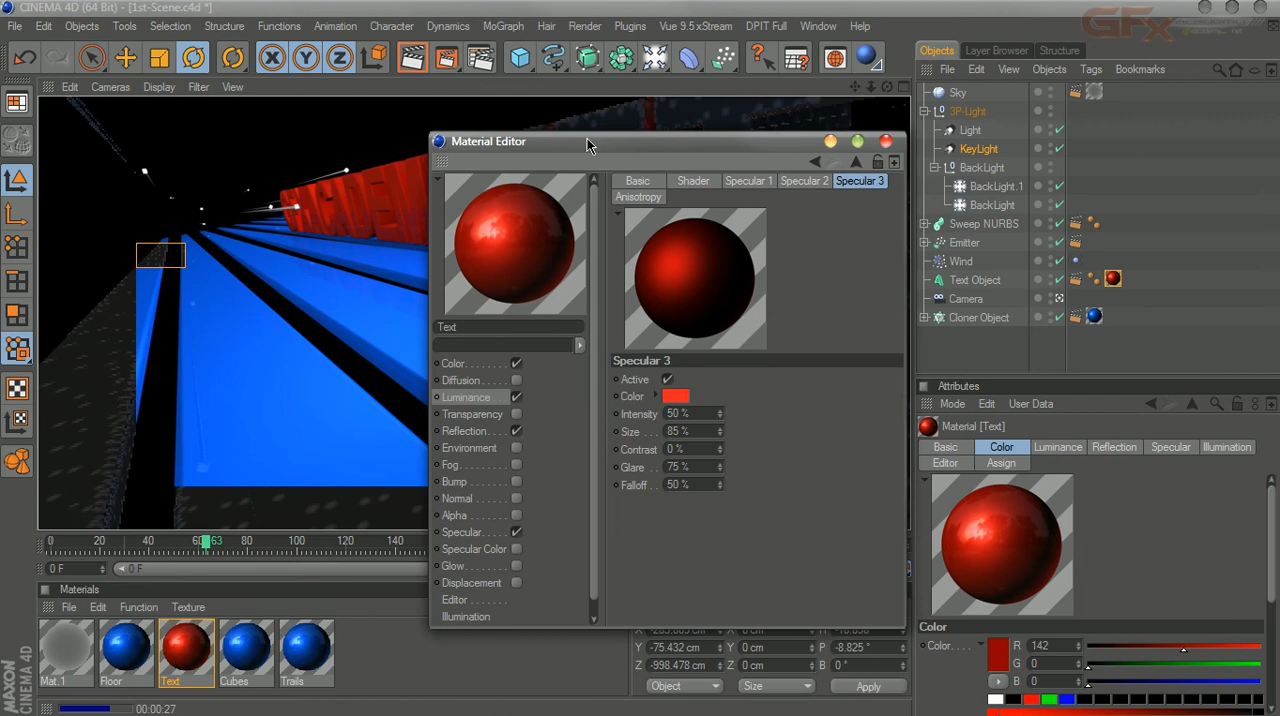 CINEMA 4D (64 Bit) - [1st-Scene.c4d *]
File Edit Objects Tools Selection Structure Functions Animation Character Dynamics MoGraph Hair Render Plugins Vue 9.5 xStream DPIT Full Window Help
GFx
Objects Layer Browser Structure
File Edit View Objects Tags Bookmarks
Edit Cameras Display Filter View
Sky
3P-Light
Light
KeyLight
BackLight
BackLight.1
BackLight
Sweep NURBS
Emitter
Wind
Text Object
Camera
Cloner Object
Material Editor
Basic Shader Specular 1 Specular 2 Specular 3
Anisotropy
Text
Color
Diffusion
Luminance
Transparency
Reflection
Environment
Fog
Bump
Normal
Alpha
Specular
Specular Color
Glow
Displacement
Editor
Illumination
Specular 3
Active
Color
Intensity 50 %
Size 85 %
Contrast 0 %
Glare 75 %
Falloff 50 %
Attributes
Mode Edit User Data
Material [Text]
Basic Color Luminance Reflection Specular Illumination
Editor Assign
Color
Color R 142
G 0
B 0
0 20 40 60 63 80 100 120 140
0 F 0 F
Materials
File Edit Function Texture
Mat.1 Floor Text Cubes Trails
Y -75.432 cm Y 0 cm P -8.825 °
Z -998.478 cm Z 0 cm B 0 °
Object Size Apply
MAXON
CINEMA 4D
00:00:27